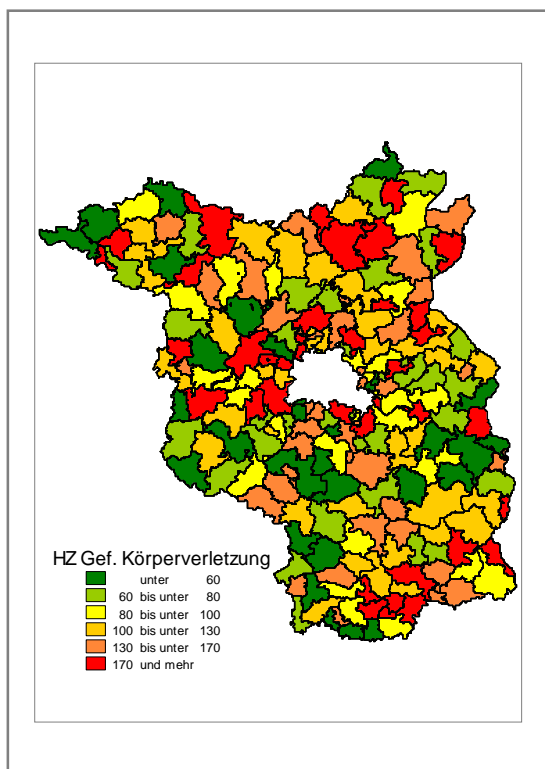 HZ Gef. Körperverletzung
unter 60
60 bis unter 80
80 bis unter 100
100 bis unter 130
130 bis unter 170
170 und mehr